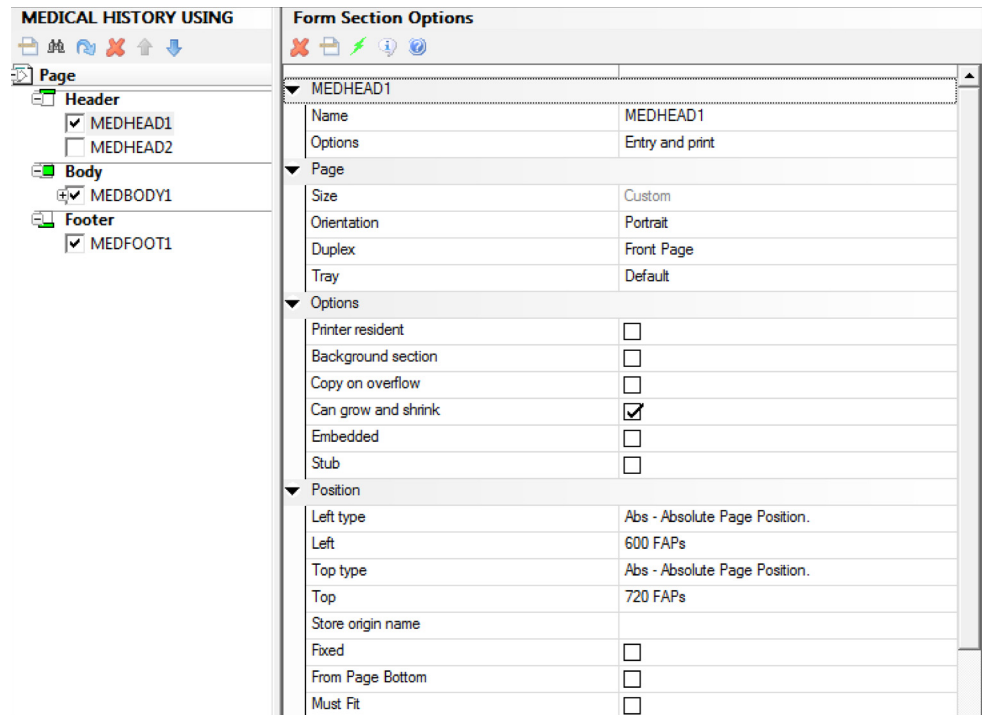 MEDICAL HISTORY USING
Page
Header
MEDHEAD1
MEDHEAD2
Body
MEDBODY1
Footer
MEDFOOT1
Form Section Options
MEDHEAD1
Name MEDHEAD1
Options Entry and print
Page
Size Custom
Orientation Portrait
Duplex Front Page
Tray Default
Options
Printer resident
Background section
Copy on overflow
Can grow and shrink
Embedded
Stub
Position
Left type Abs - Absolute Page Position.
Left 600 FAPs
Top type Abs - Absolute Page Position.
Top 720 FAPs
Store origin name
Fixed
From Page Bottom
Must Fit